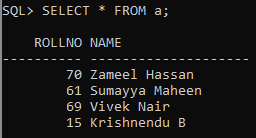 SQL> SELECT * FROM a;
ROLLNO NAME
---------- --------------------
70 Zameel Hassan
61 Sumayya Maheen
69 Vivek Nair
15 Krishnendu B